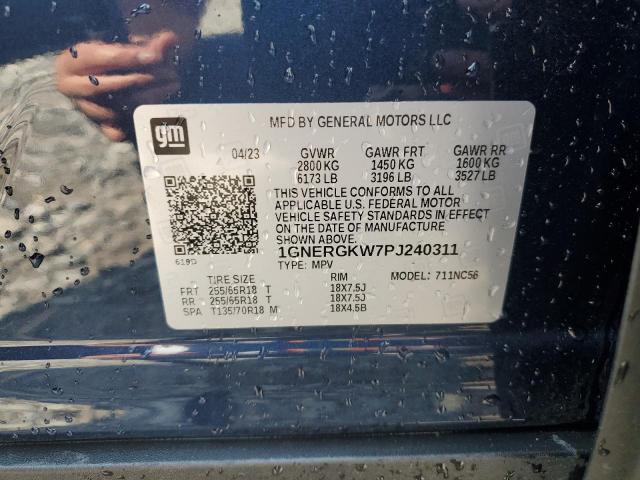 gm
MFD BY GENERAL MOTORS LLC
04/23 GVWR GAWR FRT GAWR RR
2800 KG 1450 KG 1600 KG
6173 LB 3196 LB 3527 LB
THIS VEHICLE CONFORMS TO ALL
APPLICABLE U.S. FEDERAL MOTOR
VEHICLE SAFETY STANDARDS IN EFFECT
ON THE DATE OF MANUFACTURE
SHOWN ABOVE.
1GNERGKW7PJ240311
619D
TYPE: MPV MODEL: 711NC56
TIRE SIZE RIM
FRT 255/65R18 T 18X7.5J
RR 255/65R18 T 18X7.5J
SPA T135/70R18 M 18X4.5B